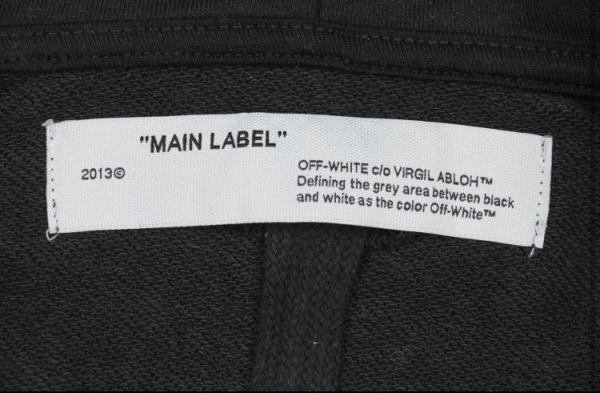 "MAIN LABEL"
2013©
OFF-WHITE c/o VIRGIL ABLOH™
Defining the grey area between black
and white as the color Off-White™